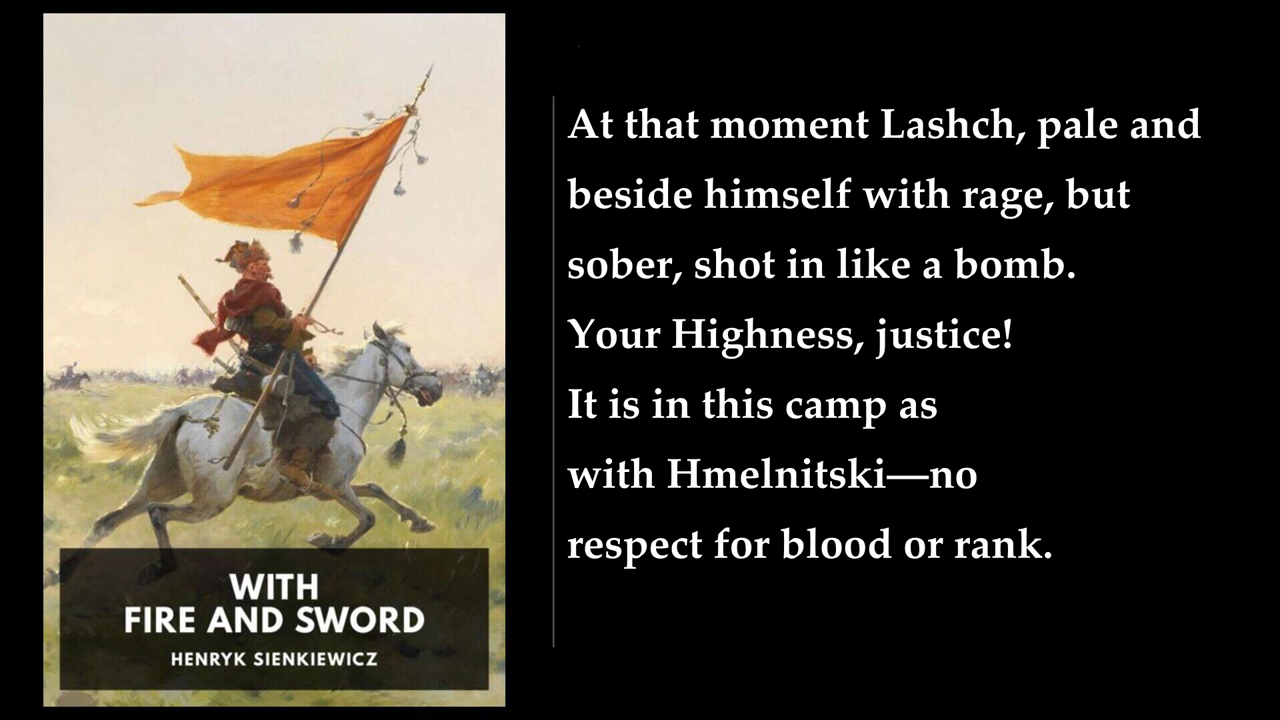 WITH
FIRE AND SWORD
HENRYK SIENKIEWICZ
At that moment Lashch, pale and
beside himself with rage, but
sober, shot in like a bomb.
Your Highness, justice!
It is in this camp as
with Hmelnitski—no
respect for blood or rank.